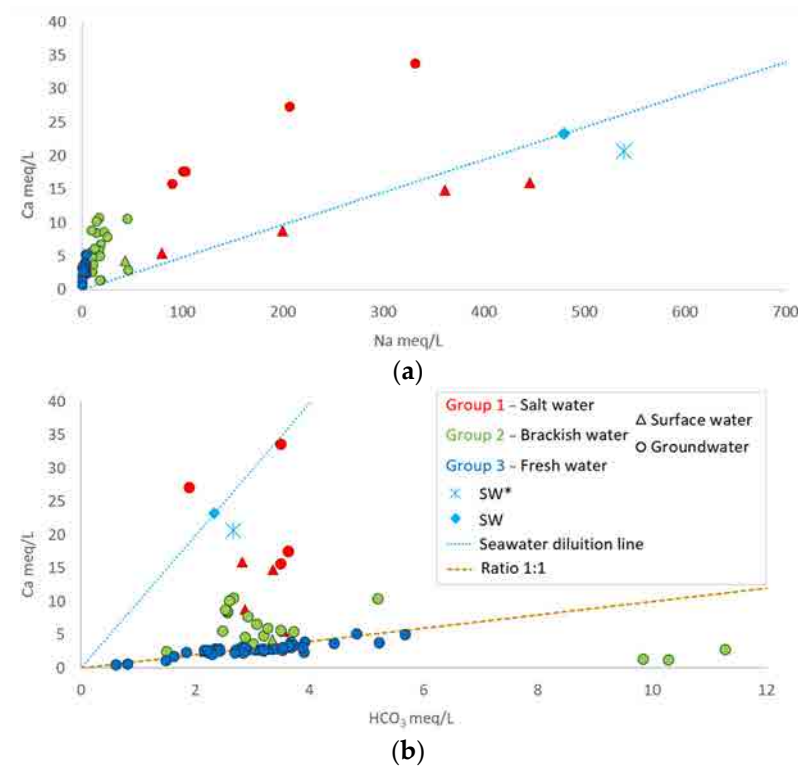 40
35
30
25
20
15
10
5
0
Ca meq/L
0 100 200 300 400 500 600 700
Na meq/L
(a)
40
35
30
25
20
15
10
5
0
Ca meq/L
Group 1 – Salt water
Group 2 – Brackish water
Group 3 – Fresh water
Surface water
Groundwater
SW*
SW
Seawater diluition line
Ratio 1:1
0 2 4 6 8 10 12
HCO3 meq/L
(b)